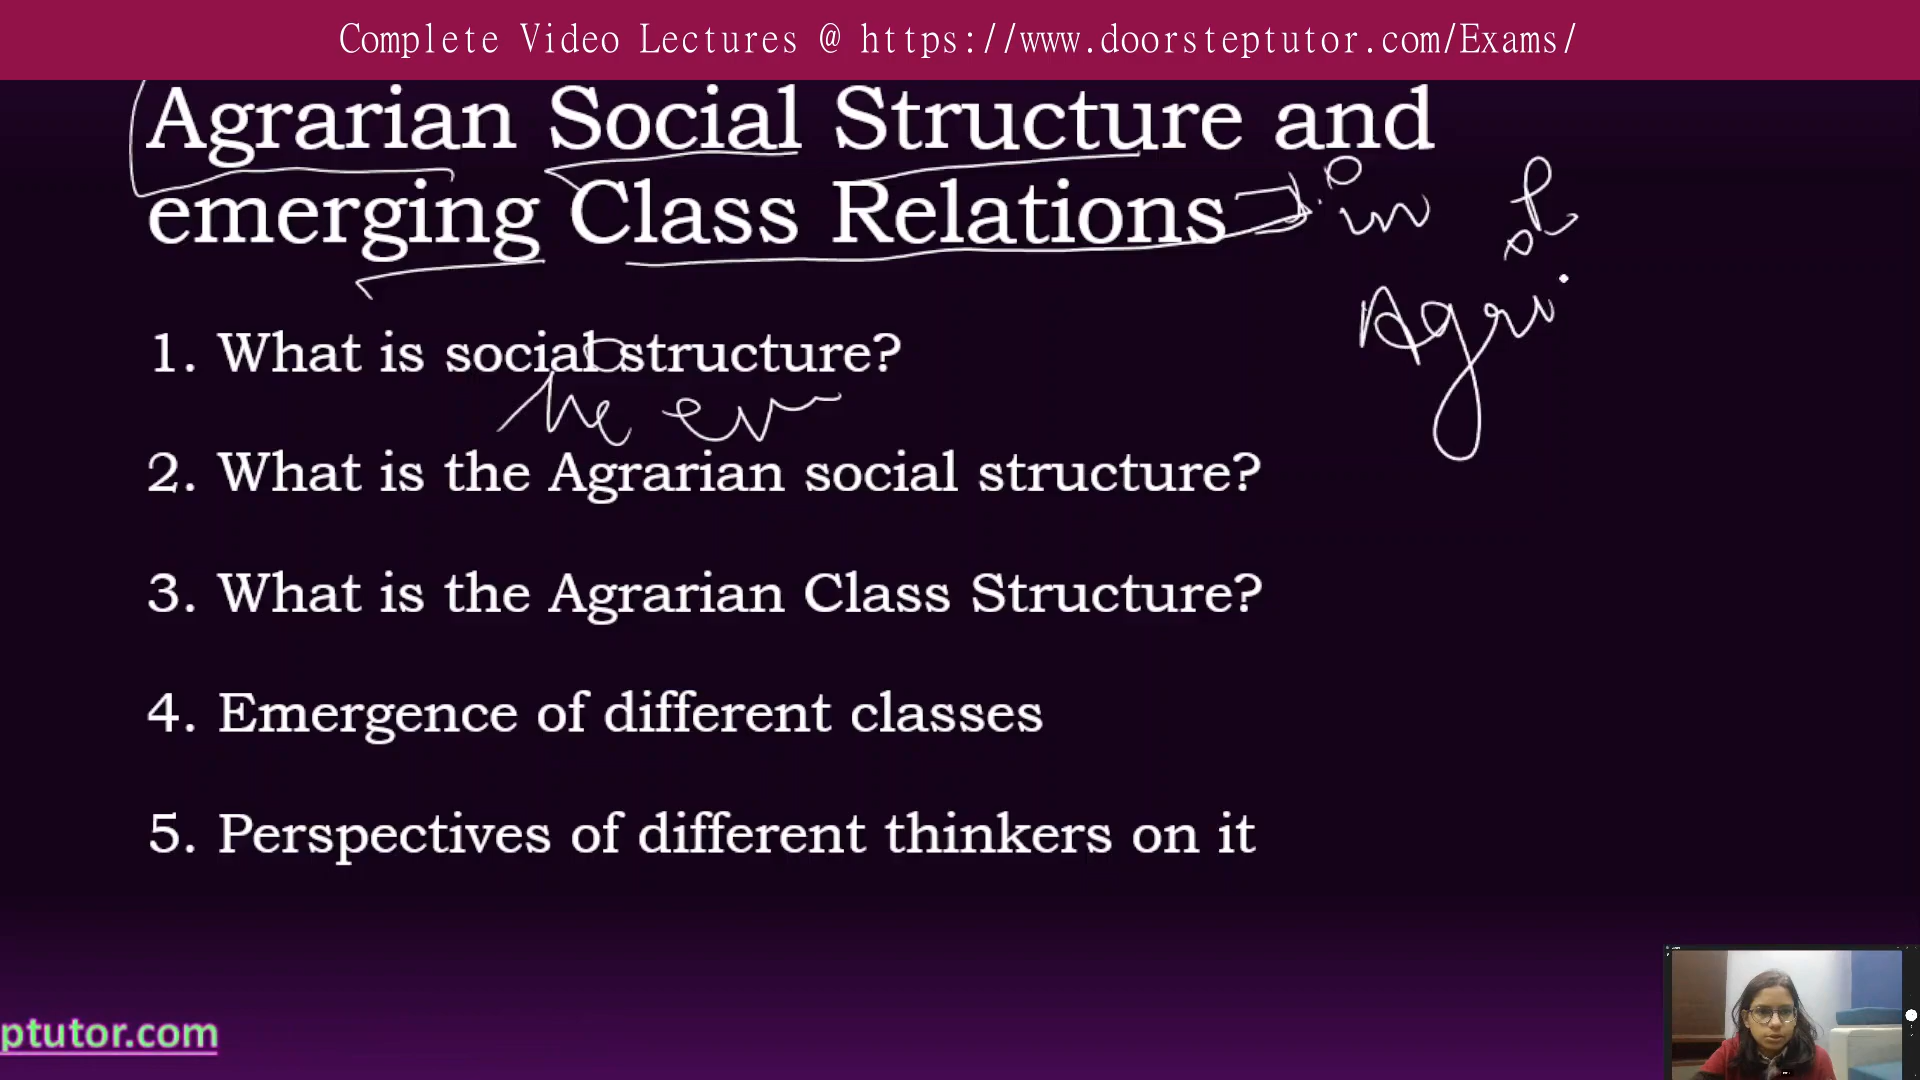 Complete Video Lectures @ https://www.doorsteptutor.com/Exams/
Agrarian Social Structure and
emerging Class Relations
in
Agri
1. What is social structure?
2. What is the Agrarian social structure?
3. What is the Agrarian Class Structure?
4. Emergence of different classes
5. Perspectives of different thinkers on it
ptutor.com